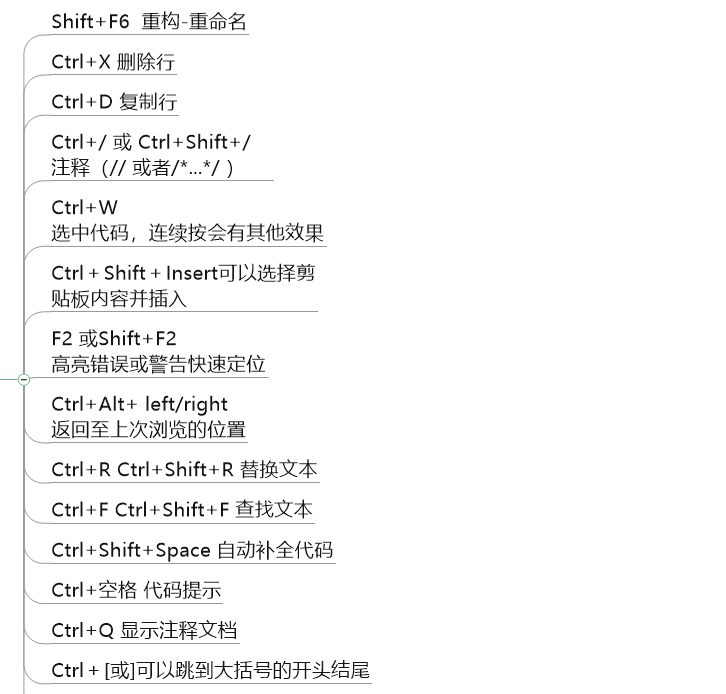 Shift+F6  重构-重命名
Ctrl+X 删除行
Ctrl+D 复制行
Ctrl+/ 或 Ctrl+Shift+/
注释（// 或者/*...*/ ）
Ctrl+W
选中代码，连续按会有其他效果
Ctrl + Shift + Insert可以选择剪
贴板内容并插入
F2 或Shift+F2
高亮错误或警告快速定位
Ctrl+Alt+ left/right
返回至上次浏览的位置
Ctrl+R Ctrl+Shift+R 替换文本
Ctrl+F Ctrl+Shift+F 查找文本
Ctrl+Shift+Space 自动补全代码
Ctrl+空格 代码提示
Ctrl+Q 显示注释文档
Ctrl + [或]可以跳到大括号的开头结尾